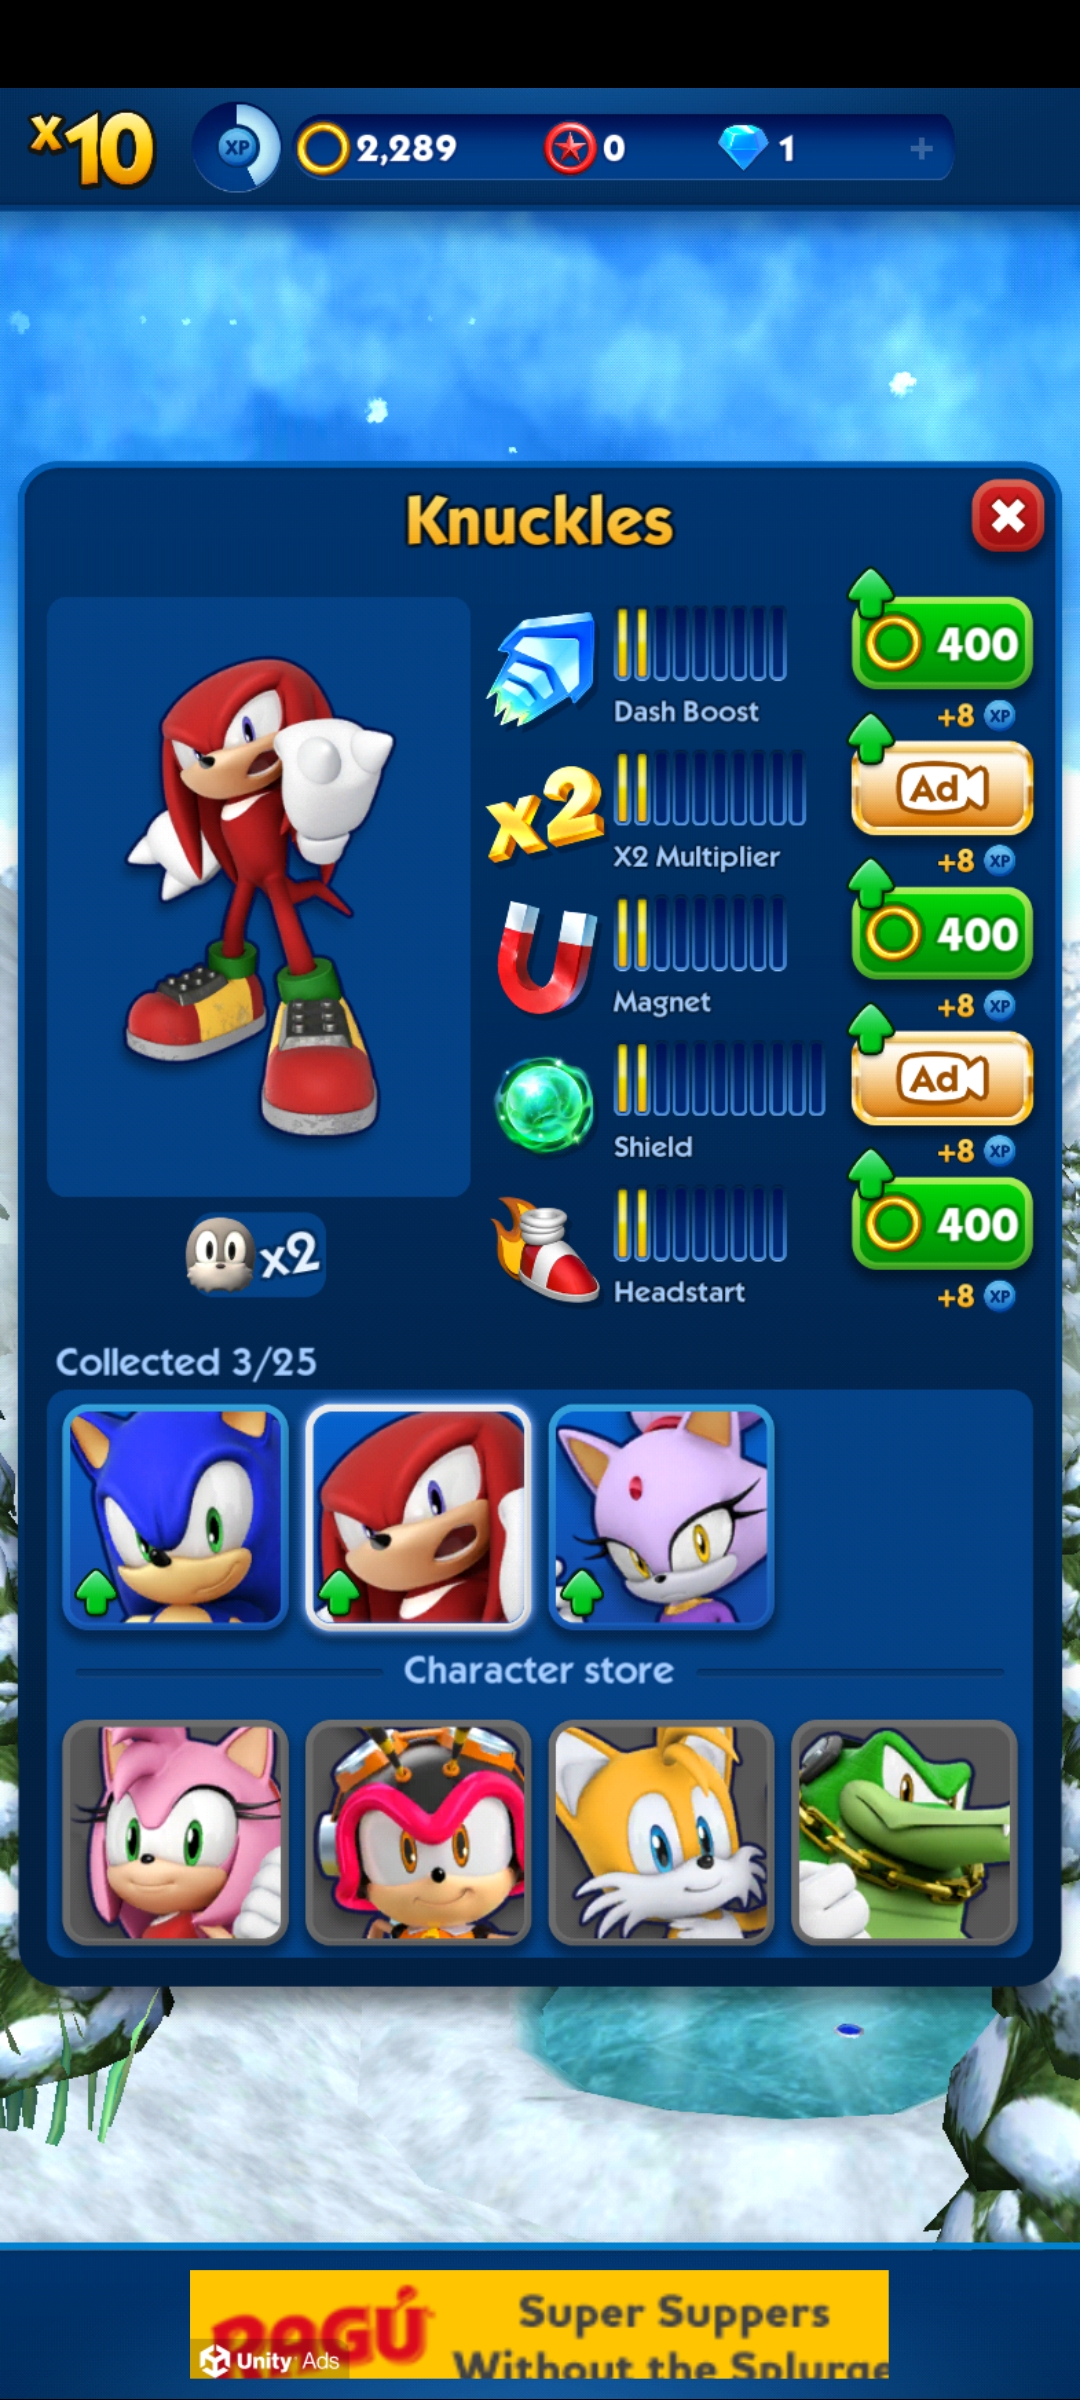 x10
XP
2,289
0
1
+
Knuckles
Dash Boost
400
+8 XP
x2
X2 Multiplier
Ad
+8 XP
Magnet
400
+8 XP
Shield
Ad
+8 XP
x2
Headstart
400
+8 XP
Collected 3/25
Character store
RAGÚ
Super Suppers
Without the Splurge
Unity Ads